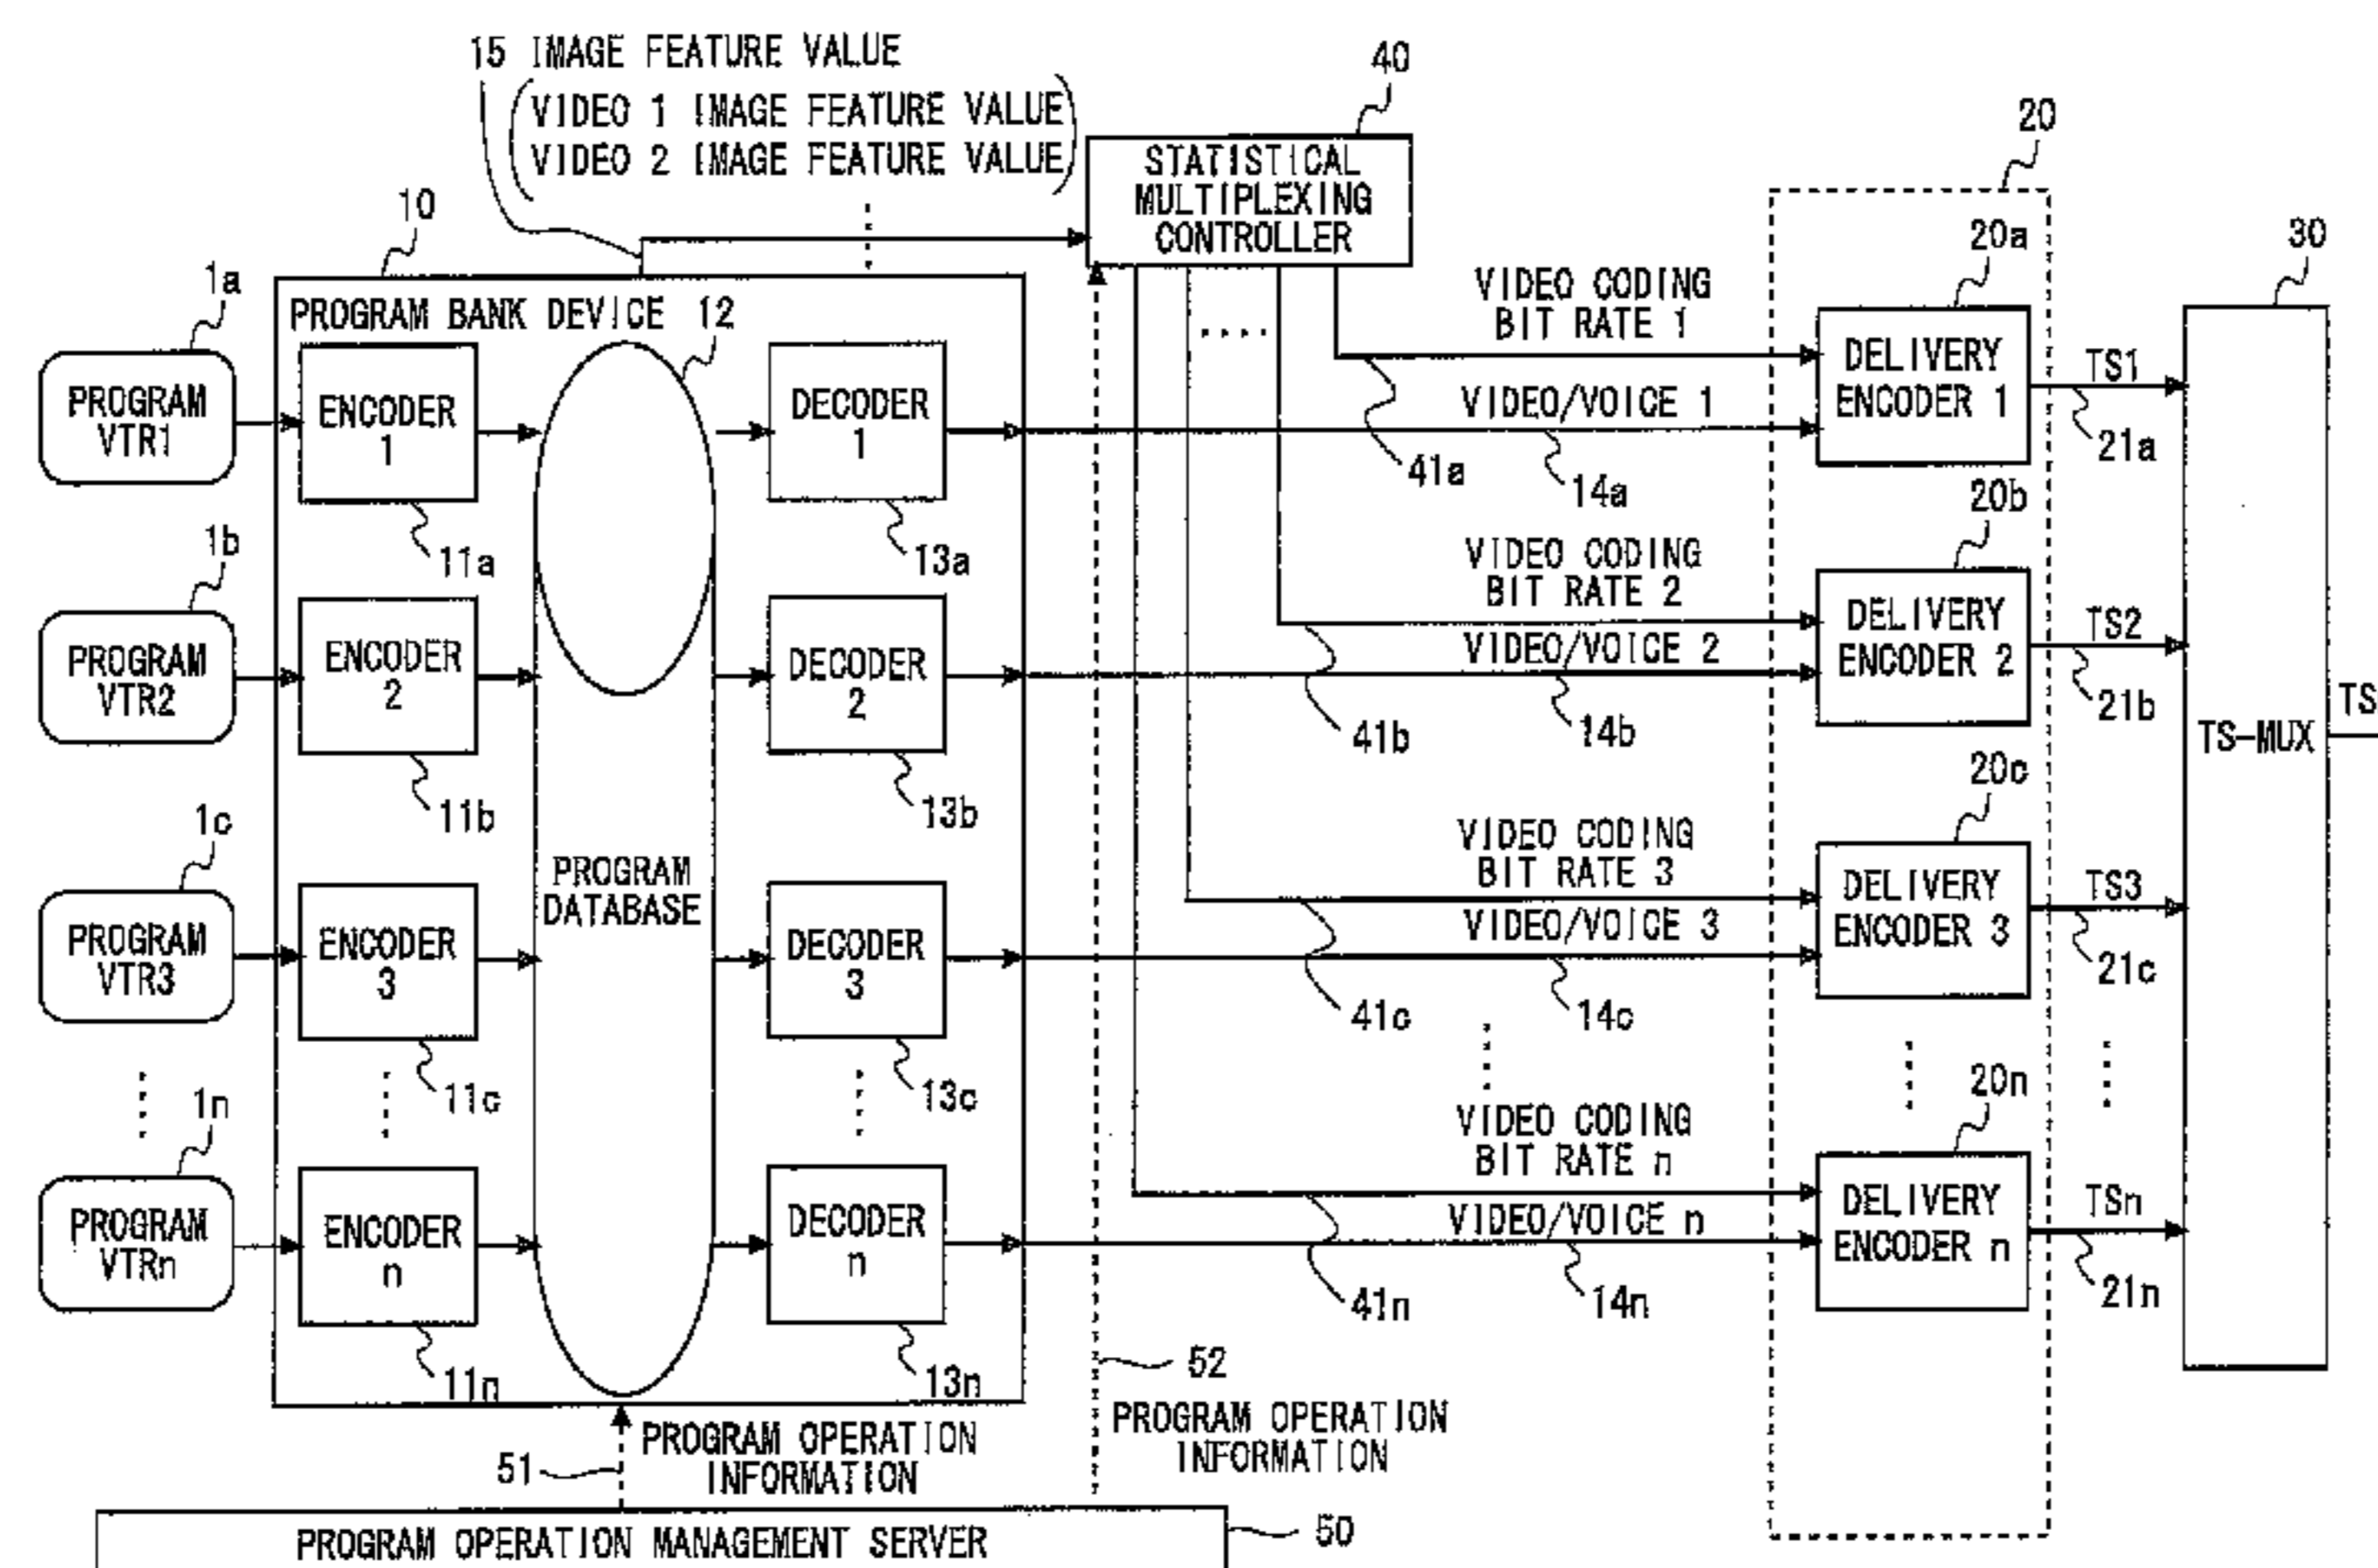 15 IMAGE FEATURE VALUE
VIDEO 1 IMAGE FEATURE VALUE
VIDEO 2 IMAGE FEATURE VALUE
40
STATISTICAL
MULTIPLEXING
CONTROLLER
20
10
1a
PROGRAM BANK DEVICE 12
PROGRAM
VTR1
ENCODER
1
11a
DECODER
1
13a
VIDEO CODING
BIT RATE 1
VIDEO/VOICE 1
41a
14a
20a
DELIVERY
ENCODER 1
TS1
21a
30
1b
PROGRAM
VTR2
ENCODER
2
11b
DECODER
2
13b
VIDEO CODING
BIT RATE 2
VIDEO/VOICE 2
41b
14b
20b
DELIVERY
ENCODER 2
TS2
21b
TS-MUX
TS
1c
PROGRAM
VTR3
ENCODER
3
11c
PROGRAM
DATABASE
DECODER
3
13c
VIDEO CODING
BIT RATE 3
VIDEO/VOICE 3
41c
14c
20c
DELIVERY
ENCODER 3
TS3
21c
1n
PROGRAM
VTRn
ENCODER
n
11n
DECODER
n
13n
VIDEO CODING
BIT RATE n
VIDEO/VOICE n
41n
14n
20n
DELIVERY
ENCODER n
TSn
21n
51
PROGRAM OPERATION
INFORMATION
52
PROGRAM OPERATION
INFORMATION
PROGRAM OPERATION MANAGEMENT SERVER
50